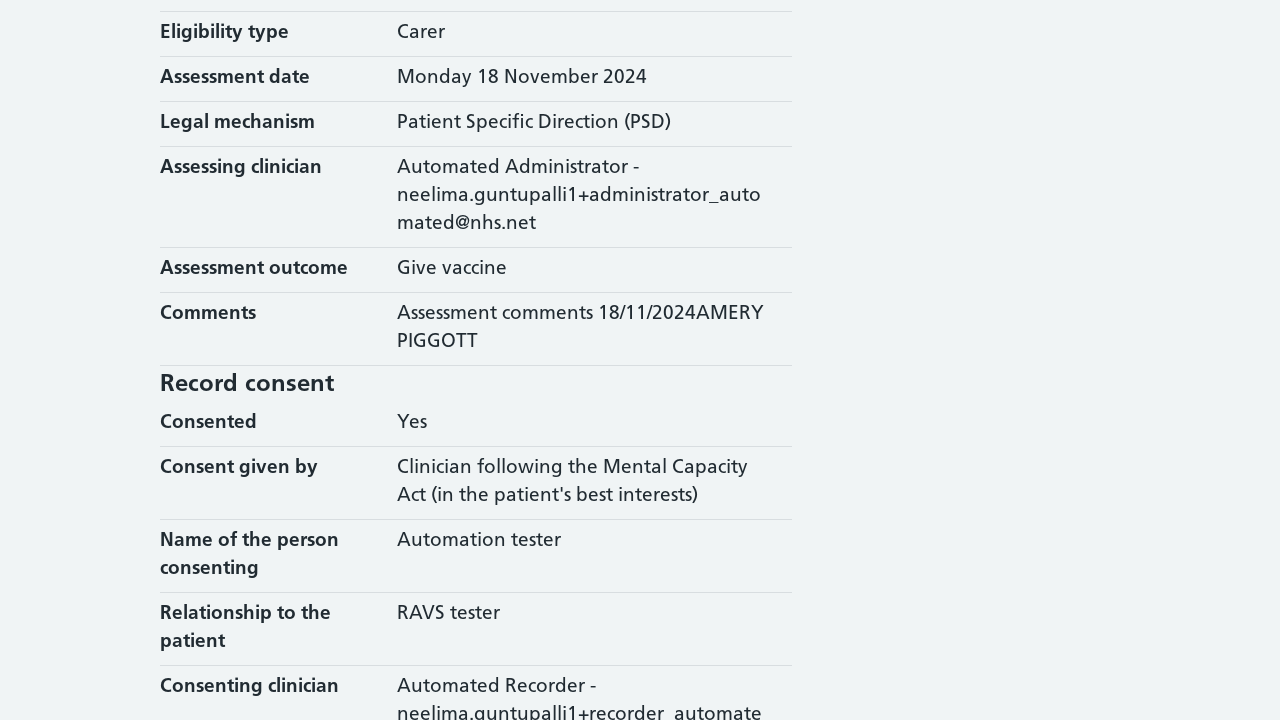 Eligibility type Carer
Assessment date Monday 18 November 2024
Legal mechanism Patient Specific Direction (PSD)
Assessing clinician Automated Administrator -
neelima.guntupalli1+administrator_auto
mated@nhs.net
Assessment outcome Give vaccine
Comments Assessment comments 18/11/2024AMERY
PIGGOTT
Record consent
Consented Yes
Consent given by Clinician following the Mental Capacity
Act (in the patient's best interests)
Name of the person Automation tester
consenting
Relationship to the RAVS tester
patient
Consenting clinician Automated Recorder -
neelima.guntupalli1+recorder_automate